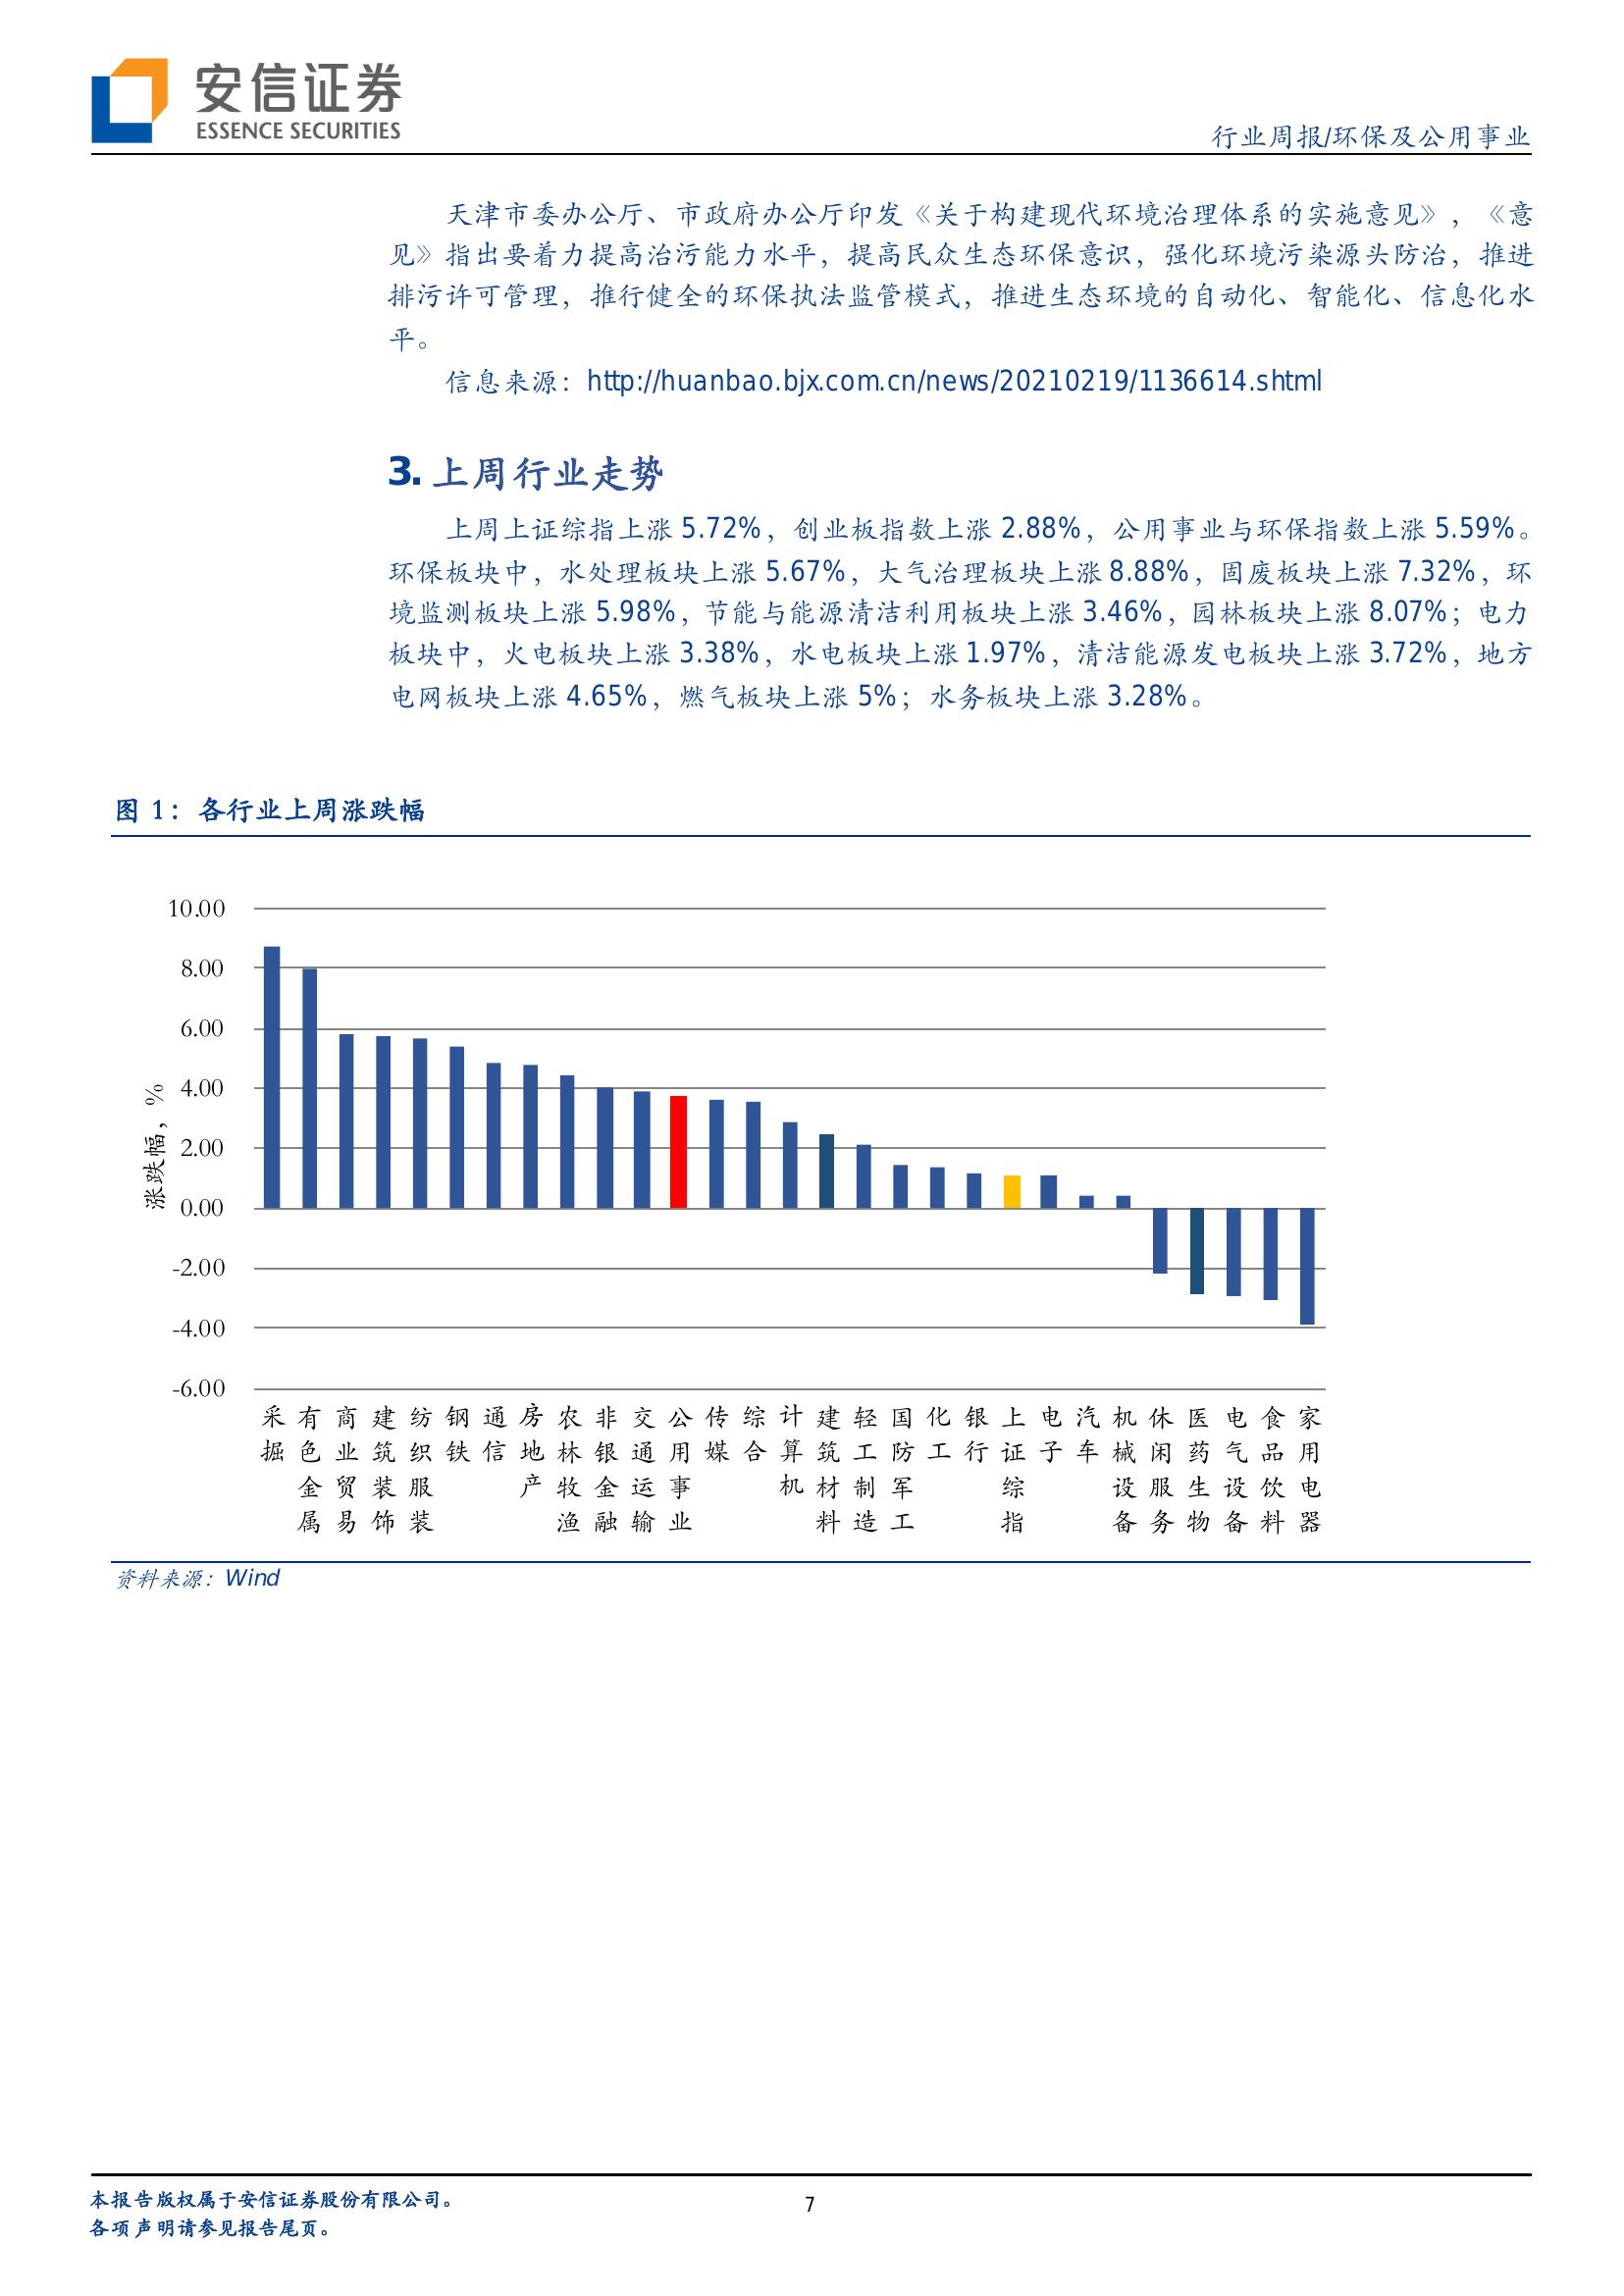 安信证券
ESSENCE SECURITIES
行业周报/环保及公用事业
天津市委办公厅、市政府办公厅印发《关于构建现代环境治理体系的实施意见》，《意
见》指出要着力提高治污能力水平，提高民众生态环保意识，强化环境污染源头防治，推进
排污许可管理，推行健全的环保执法监管模式，推进生态环境的自动化、智能化、信息化水
平。
信息来源：http://huanbao.bjx.com.cn/news/20210219/1136614.shtml
3. 上周行业走势
上周上证综指上涨 5.72%，创业板指数上涨 2.88%，公用事业与环保指数上涨 5.59%。
环保板块中，水处理板块上涨 5.67%，大气治理板块上涨 8.88%，固废板块上涨 7.32%，环
境监测板块上涨 5.98%，节能与能源清洁利用板块上涨 3.46%，园林板块上涨 8.07%；电力
板块中，火电板块上涨 3.38%，水电板块上涨 1.97%，清洁能源发电板块上涨 3.72%，地方
电网板块上涨 4.65%，燃气板块上涨 5%；水务板块上涨 3.28%。
图 1：各行业上周涨跌幅
涨跌幅，%
10.00
8.00
6.00
4.00
2.00
0.00
-2.00
-4.00
-6.00
采掘
有色金属
商业贸易
建筑装饰
纺织服装
钢铁
通信
房地产
农林牧渔
非银金融
交通运输
公用事业
传媒
综合
计算机
建筑材料
轻工制造
国防军工
化工
银行
上证综指
电子
汽车
机械设备
休闲服务
医药生物
电气设备
食品饮料
家用电器
资料来源：Wind
本报告版权属于安信证券股份有限公司。
各项声明请参见报告尾页。
7